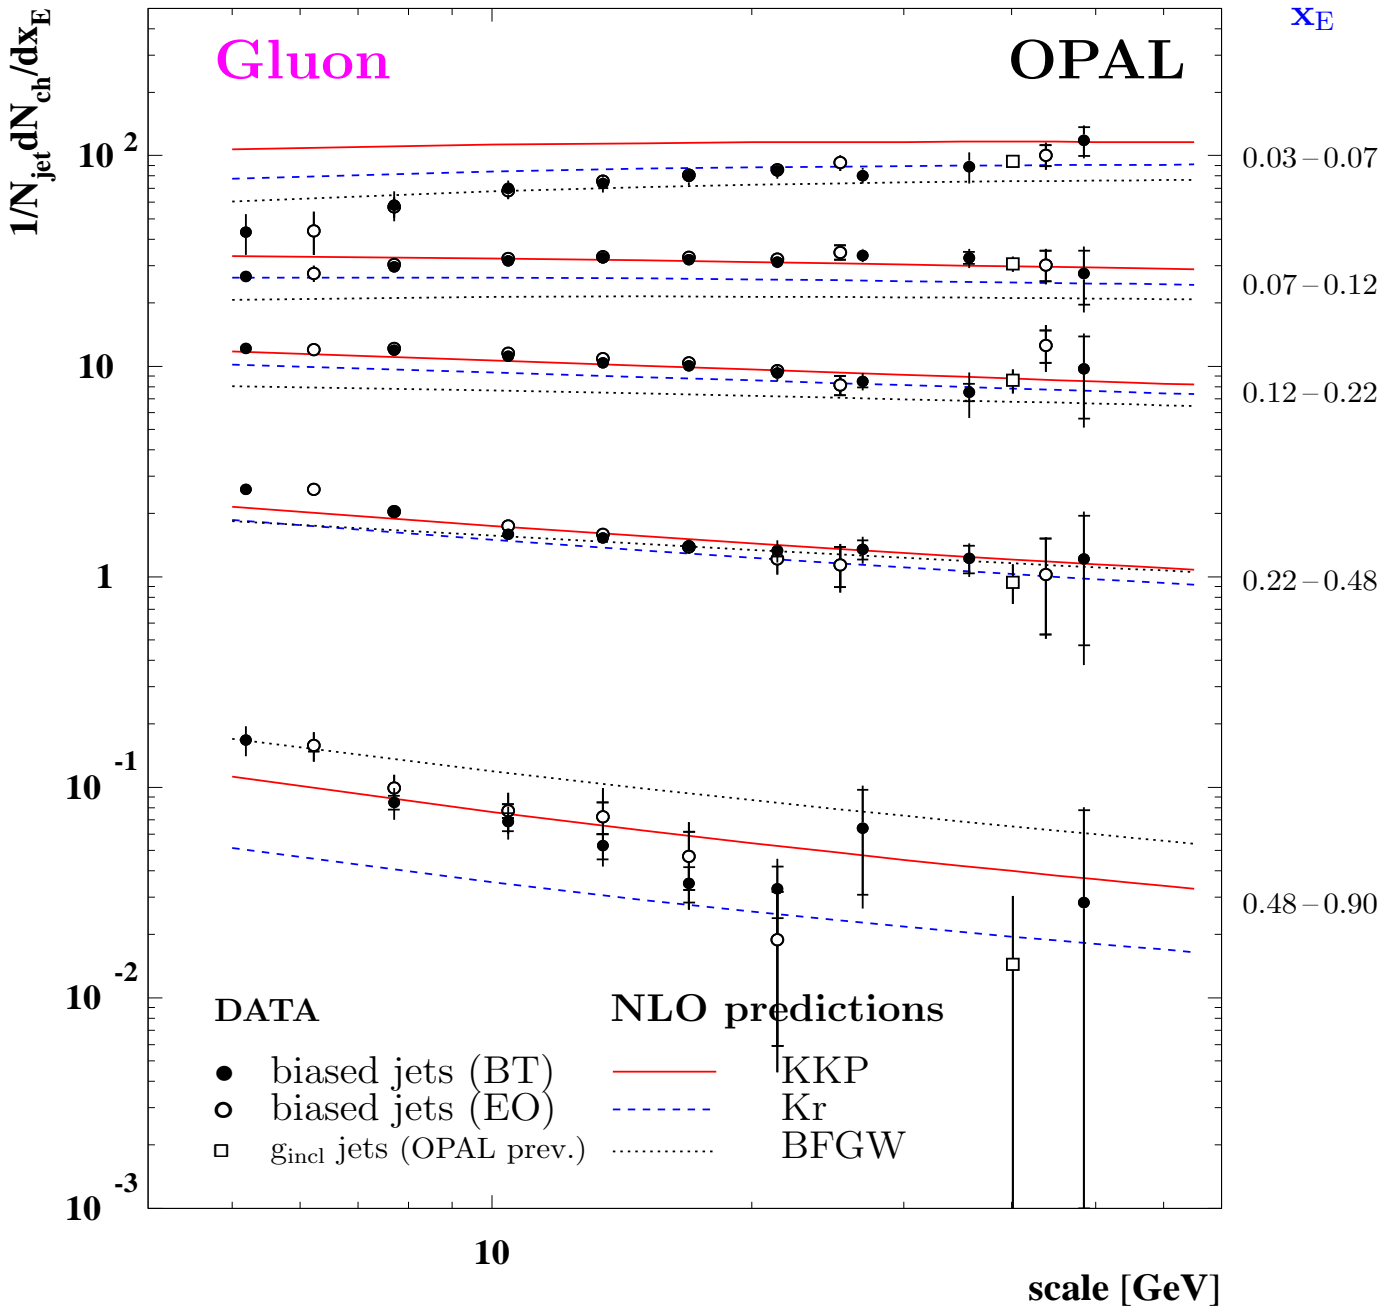 x_E
Gluon OPAL
1/N_jet dN_ch/dx_E
10^2
10
1
10^-1
10^-2
10^-3
0.03–0.07
0.07–0.12
0.12–0.22
0.22–0.48
0.48–0.90
DATA
biased jets (BT)
biased jets (EO)
g_incl jets (OPAL prev.)
NLO predictions
KKP
Kr
BFGW
10
scale [GeV]